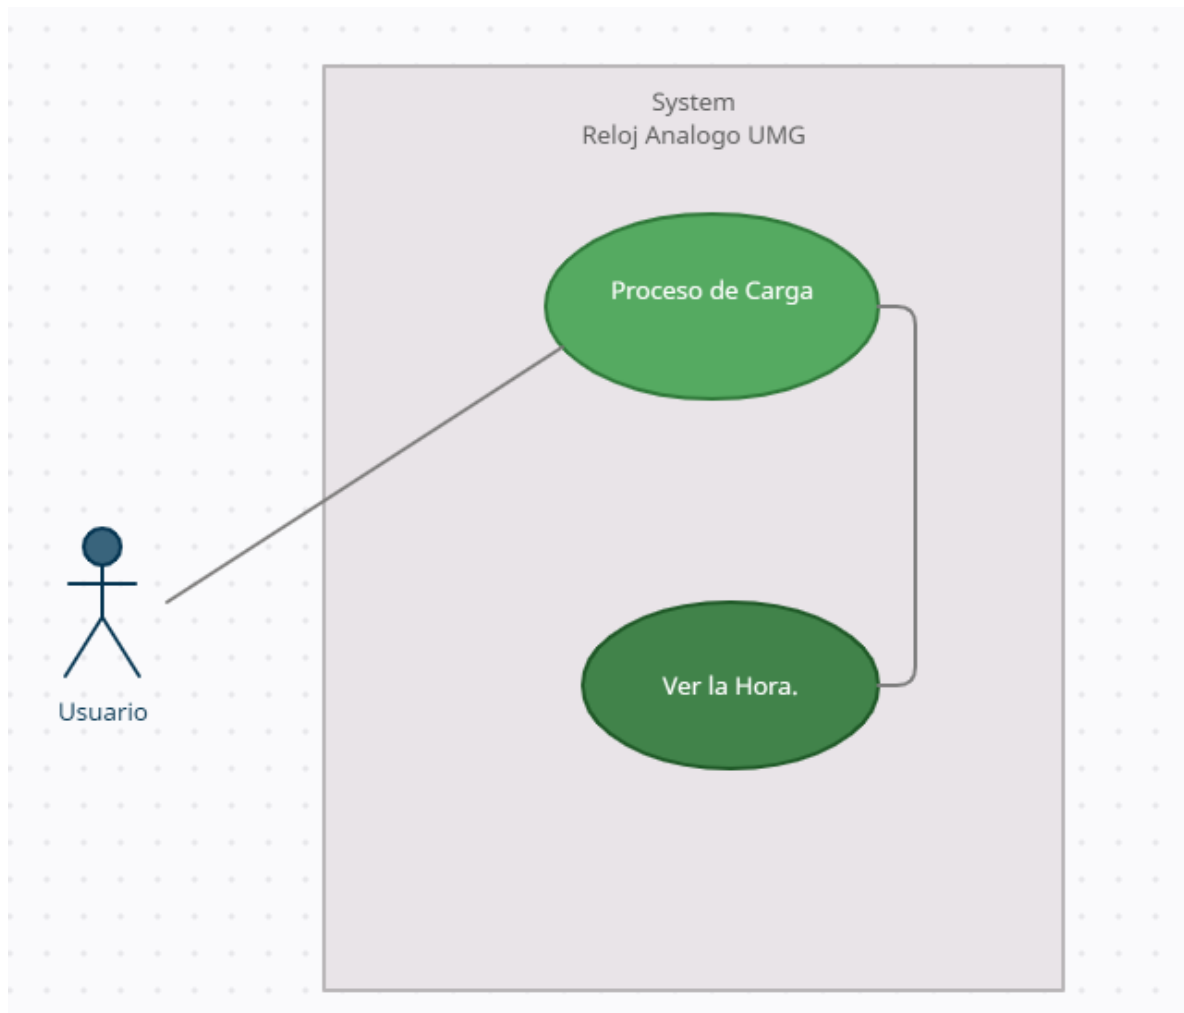 System
Reloj Analogo UMG
Proceso de Carga
Ver la Hora.
Usuario